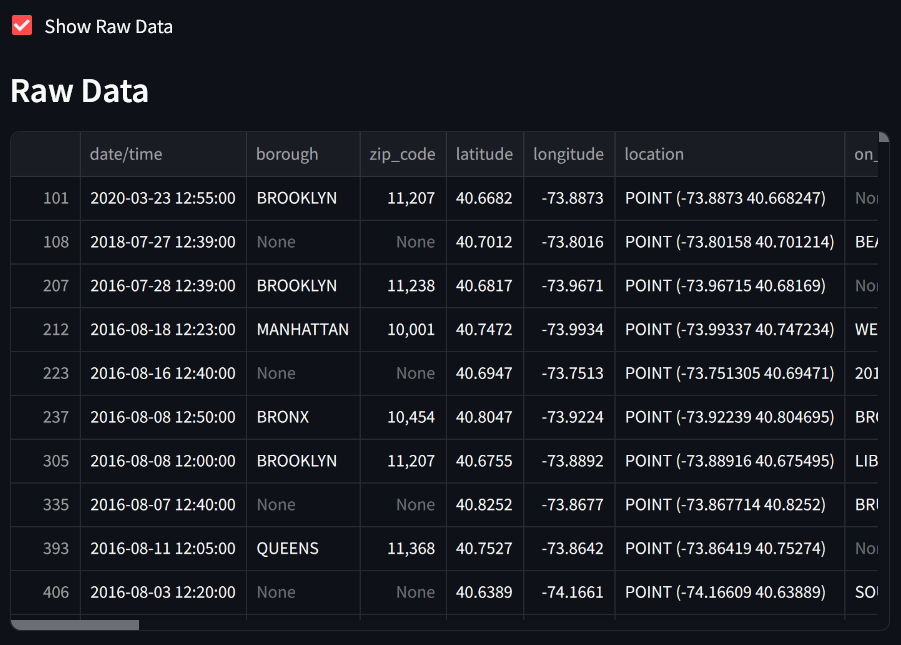 Show Raw Data
Raw Data
date/time borough zip_code latitude longitude location on_
101 2020-03-23 12:55:00 BROOKLYN 11,207 40.6682 -73.8873 POINT (-73.8873 40.668247) Nor
108 2018-07-27 12:39:00 None None 40.7012 -73.8016 POINT (-73.80158 40.701214) BEA
207 2016-07-28 12:39:00 BROOKLYN 11,238 40.6817 -73.9671 POINT (-73.96715 40.68169) Nor
212 2016-08-18 12:23:00 MANHATTAN 10,001 40.7472 -73.9934 POINT (-73.99337 40.747234) WE
223 2016-08-16 12:40:00 None None 40.6947 -73.7513 POINT (-73.751305 40.69471) 201
237 2016-08-08 12:50:00 BRONX 10,454 40.8047 -73.9224 POINT (-73.92239 40.804695) BRO
305 2016-08-08 12:00:00 BROOKLYN 11,207 40.6755 -73.8892 POINT (-73.88916 40.675495) LIB
335 2016-08-07 12:40:00 None None 40.8252 -73.8677 POINT (-73.867714 40.8252) BRU
393 2016-08-11 12:05:00 QUEENS 11,368 40.7527 -73.8642 POINT (-73.86419 40.75274) Nor
406 2016-08-03 12:20:00 None None 40.6389 -74.1661 POINT (-74.16609 40.63889) SOU